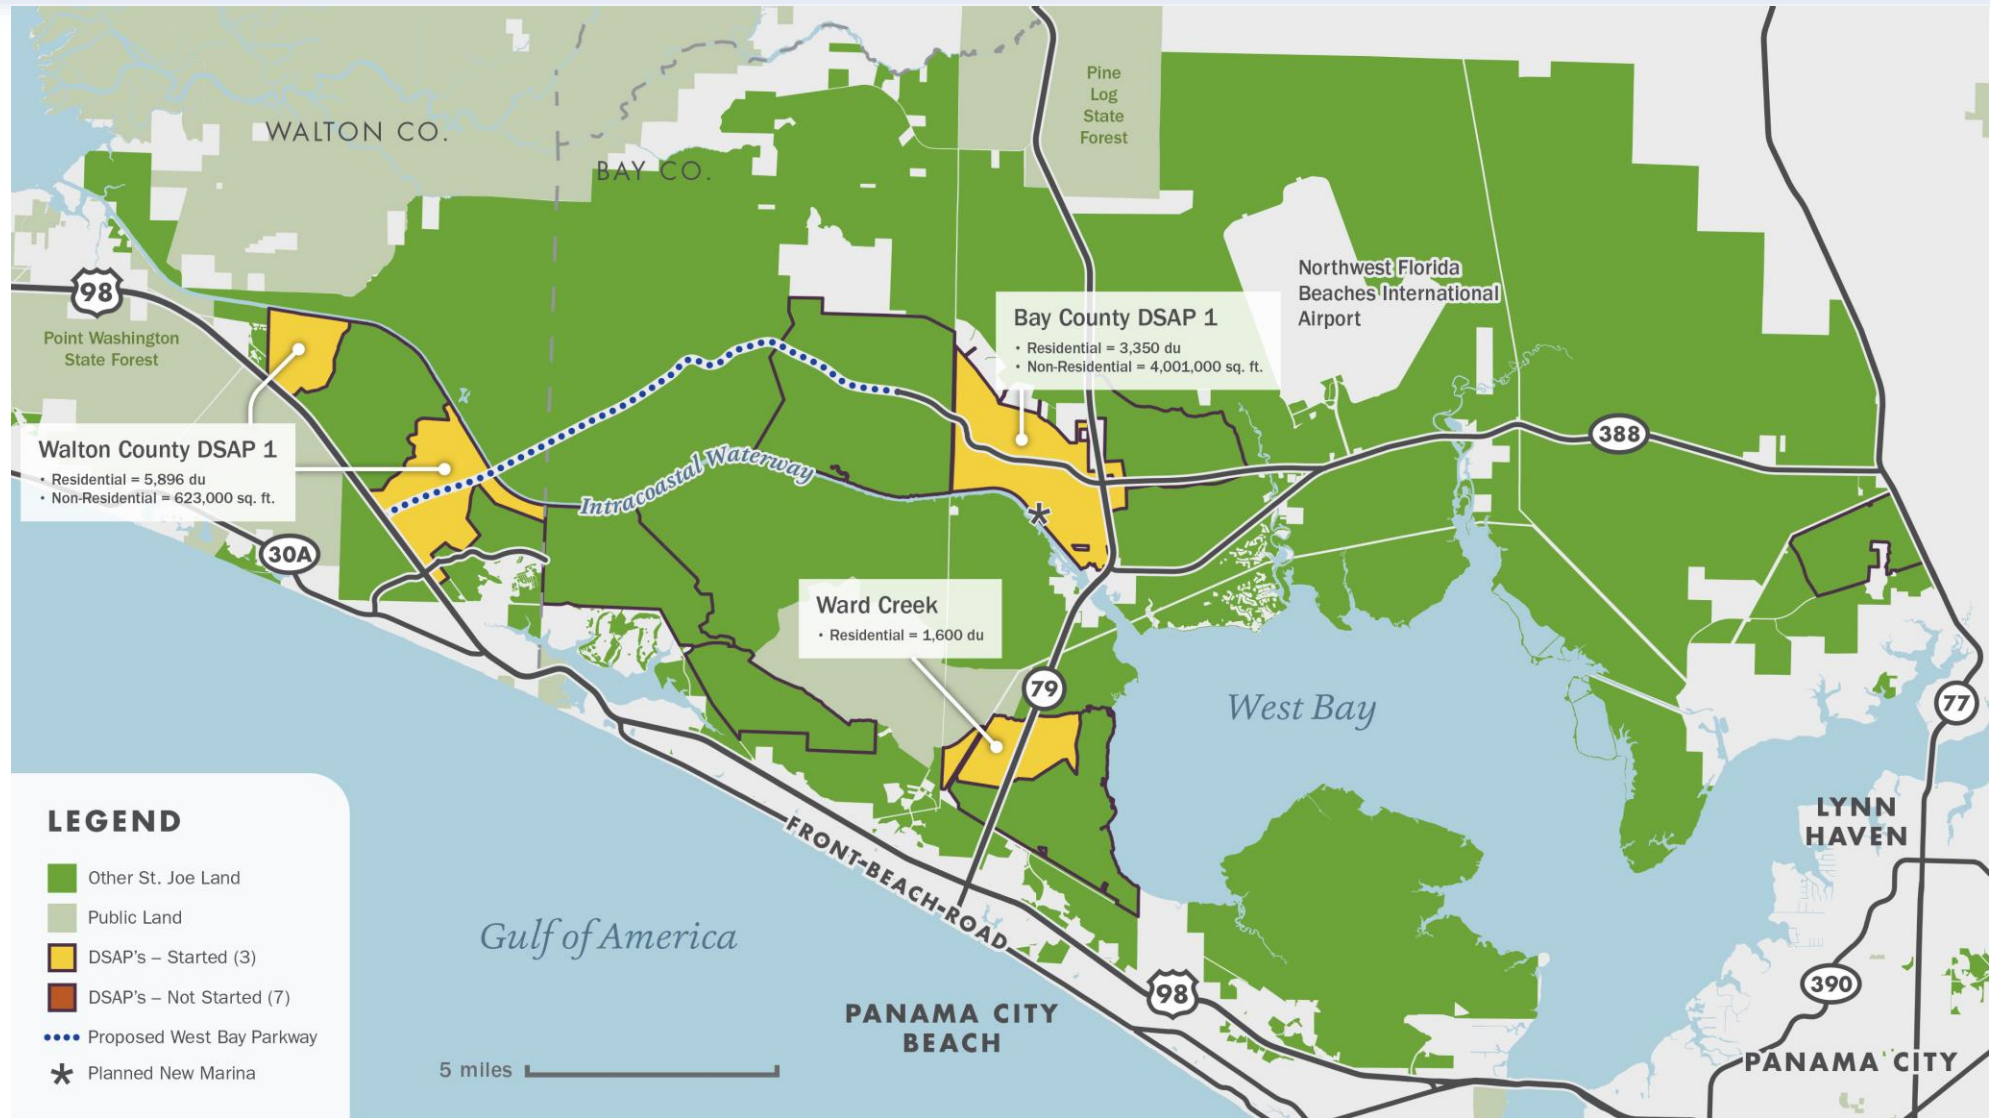 WALTON CO.
BAY CO.
Pine
Log
State
Forest
98
Point Washington
State Forest
Northwest Florida
Beaches International
Airport
Bay County DSAP 1
• Residential = 3,350 du
• Non-Residential = 4,001,000 sq. ft.
Walton County DSAP 1
• Residential = 5,896 du
• Non-Residential = 623,000 sq. ft.
388
Intracoastal Waterway
30A
Ward Creek
• Residential = 1,600 du
79
West Bay
77
LYNN
HAVEN
FRONT-BEACH-ROAD
Gulf of America
PANAMA CITY
BEACH
98
390
PANAMA CITY
LEGEND
Other St. Joe Land
Public Land
DSAP's – Started (3)
DSAP's – Not Started (7)
Proposed West Bay Parkway
* Planned New Marina
5 miles